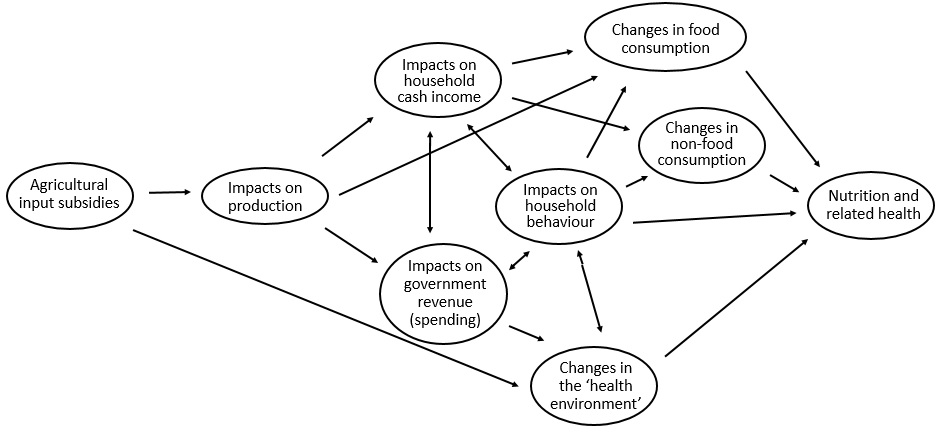 Changes in food
consumption
Impacts on
household
cash income
Changes in
non-food
consumption
Agricultural
input subsidies
Impacts on
production
Impacts on
household
behaviour
Nutrition and
related health
Impacts on
government
revenue
(spending)
Changes in
the ‘health
environment’